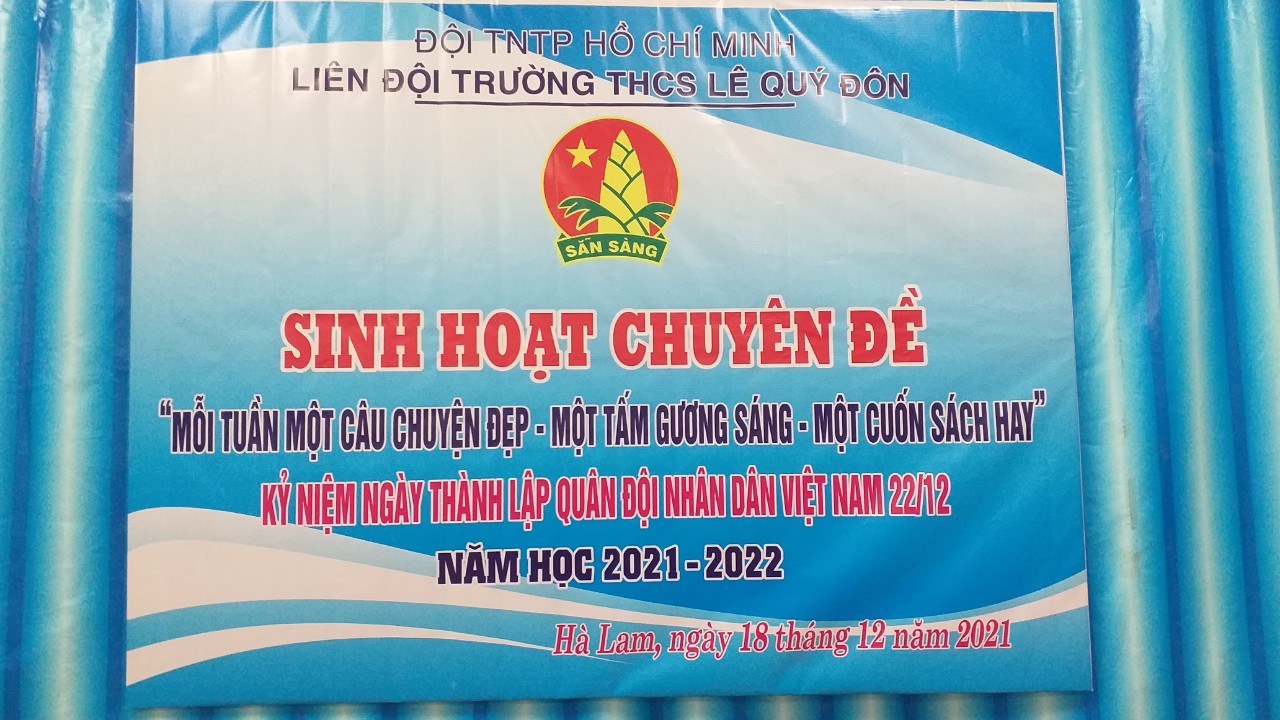 ĐỘI TNTP HỒ CHÍ MINH
LIÊN ĐỘI TRƯỜNG THCS LÊ QUÝ ĐÔN
SẴN SÀNG
SINH HOẠT CHUYÊN ĐỀ
“MỖI TUẦN MỘT CÂU CHUYỆN ĐẸP - MỘT TẤM GƯƠNG SÁNG - MỘT CUỐN SÁCH HAY”
KỶ NIỆM NGÀY THÀNH LẬP QUÂN ĐỘI NHÂN DÂN VIỆT NAM 22/12
NĂM HỌC 2021 - 2022
Hà Lam, ngày 18 tháng 12 năm 2021